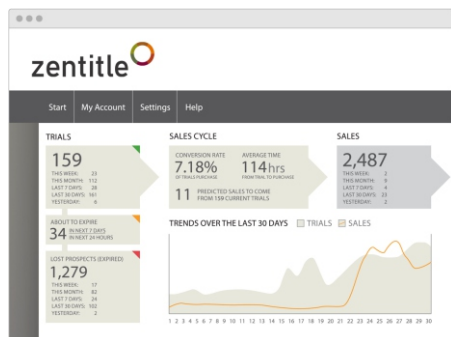 zentitle
Start My Account Settings Help
TRIALS
159
THIS WEEK: 23
THIS MONTH: 112
LAST 7 DAYS: 28
LAST 30 DAYS: 161
YESTERDAY: 6
ABOUT TO EXPIRE
34 IN NEXT 7 DAYS
IN NEXT 24 HOURS
LOST PROSPECTS (EXPIRED)
1,279
THIS WEEK: 17
THIS MONTH: 82
LAST 7 DAYS: 24
LAST 30 DAYS: 102
YESTERDAY: 2
SALES CYCLE
CONVERSION RATE
7.18%
OF TRIALS PURCHASE
AVERAGE TIME
114hrs
FROM TRIAL TO PURCHASE
11 PREDICTED SALES TO COME
FROM 159 CURRENT TRIALS
SALES
2,487
THIS WEEK: 2
THIS MONTH: 9
LAST 7 DAYS: 4
LAST 30 DAYS: 23
YESTERDAY: 2
TRENDS OVER THE LAST 30 DAYS TRIALS SALES
1 2 3 4 5 6 7 8 9 10 11 12 13 14 15 16 17 18 19 20 21 22 23 24 25 26 27 28 29 30